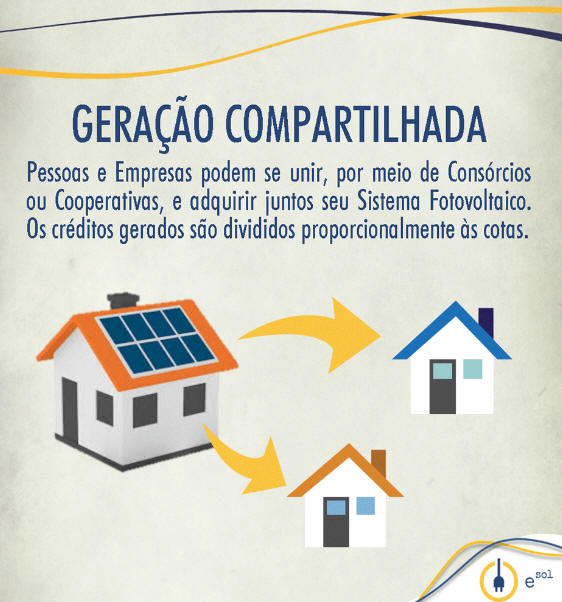 GERAÇÃO COMPARTILHADA
Pessoas e Empresas podem se unir, por meio de Consórcios
ou Cooperativas, e adquirir juntos seu Sistema Fotovoltaico.
Os créditos gerados são divididos proporcionalmente às cotas.
esol